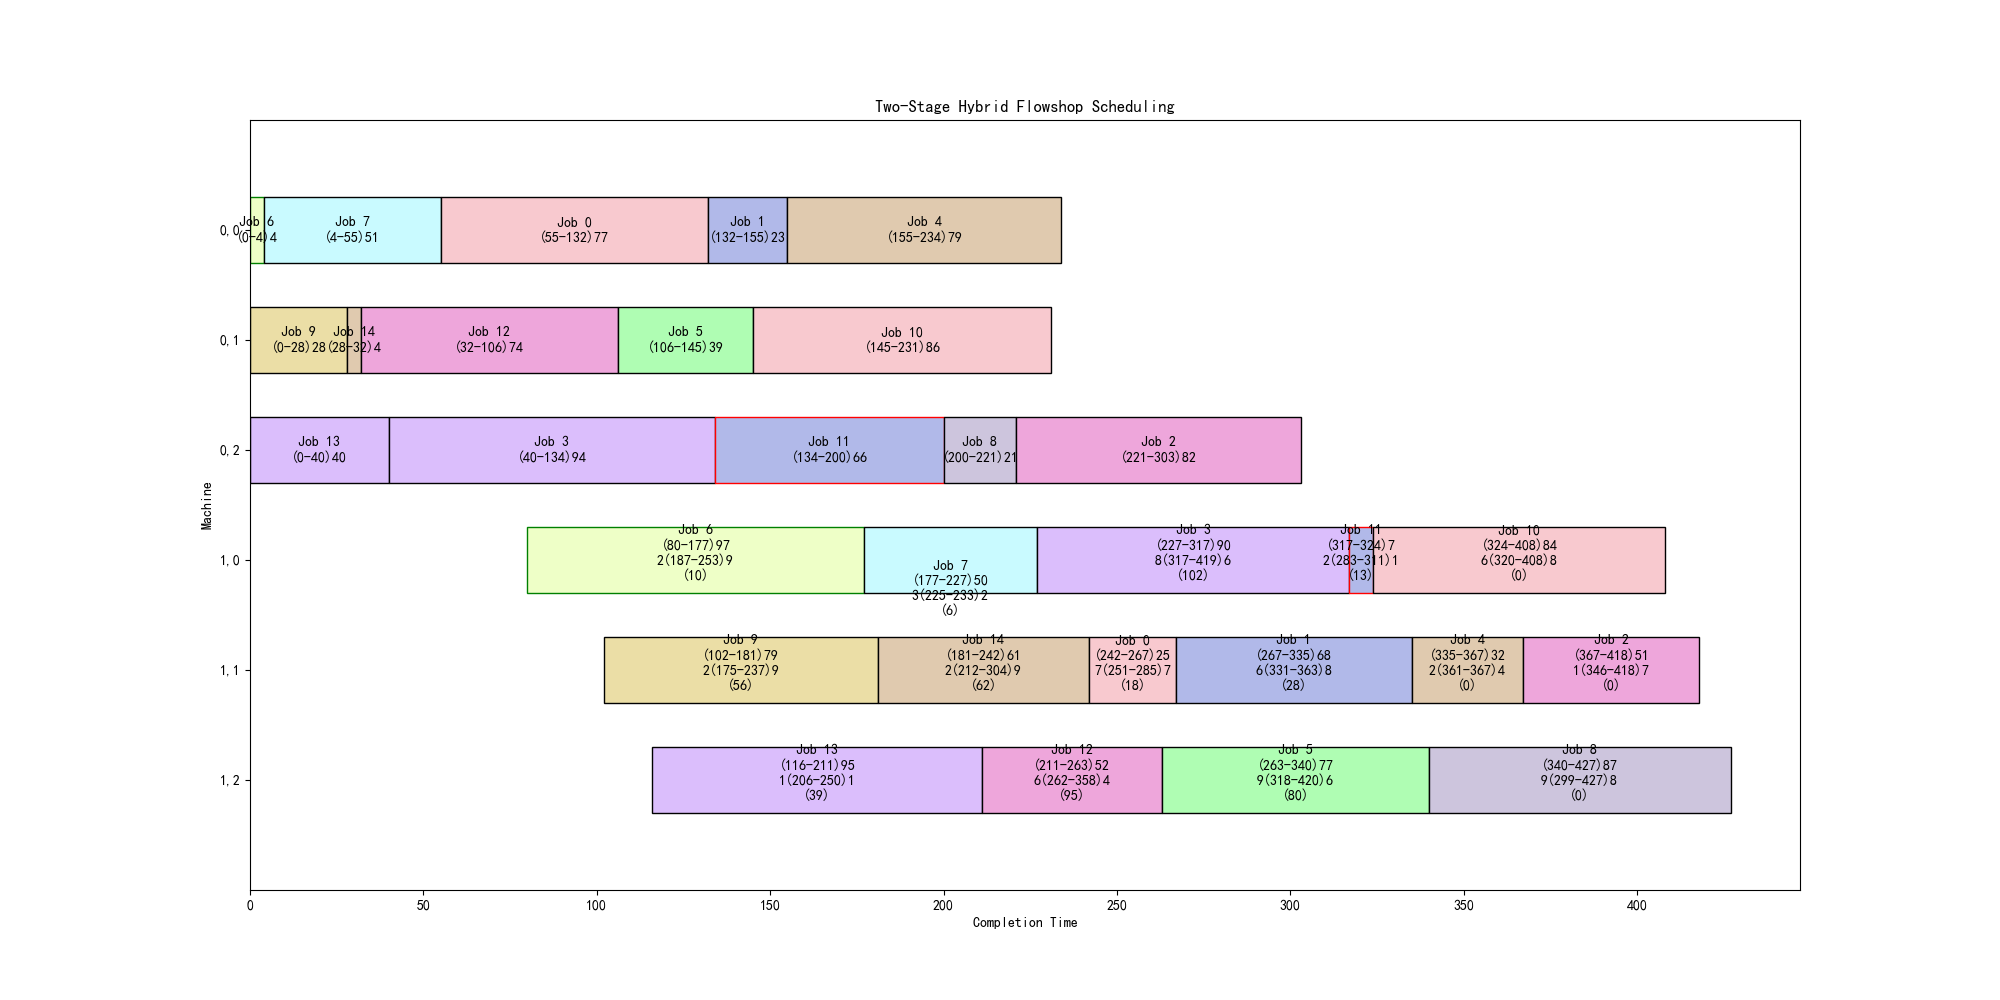 Two-Stage Hybrid Flowshop Scheduling
Machine
0,0
Job 6
(0-4)4
Job 7
(4-55)51
Job 0
(55-132)77
Job 1
(132-155)23
Job 4
(155-234)79
0,1
Job 9
(0-28)28
Job 14
(28-32)4
Job 12
(32-106)74
Job 5
(106-145)39
Job 10
(145-231)86
0,2
Job 13
(0-40)40
Job 3
(40-134)94
Job 11
(134-200)66
Job 8
(200-221)21
Job 2
(221-303)82
1,0
Job 6
(80-177)97
2(187-253)9
(10)
Job 7
(177-227)50
3(225-233)2
(6)
Job 3
(227-317)90
8(317-419)6
(102)
Job 11
(317-324)7
2(283-311)1
(13)
Job 10
(324-408)84
6(320-408)8
(0)
1,1
Job 9
(102-181)79
2(175-237)9
(56)
Job 14
(181-242)61
2(212-304)9
(62)
Job 0
(242-267)25
7(251-285)7
(18)
Job 1
(267-335)68
6(331-363)8
(28)
Job 4
(335-367)32
2(361-367)4
(0)
Job 2
(367-418)51
1(346-418)7
(0)
1,2
Job 13
(116-211)95
1(206-250)1
(39)
Job 12
(211-263)52
6(262-358)4
(95)
Job 5
(263-340)77
9(318-420)6
(80)
Job 8
(340-427)87
9(299-427)8
(0)
0
50
100
150
200
250
300
350
400
Completion Time